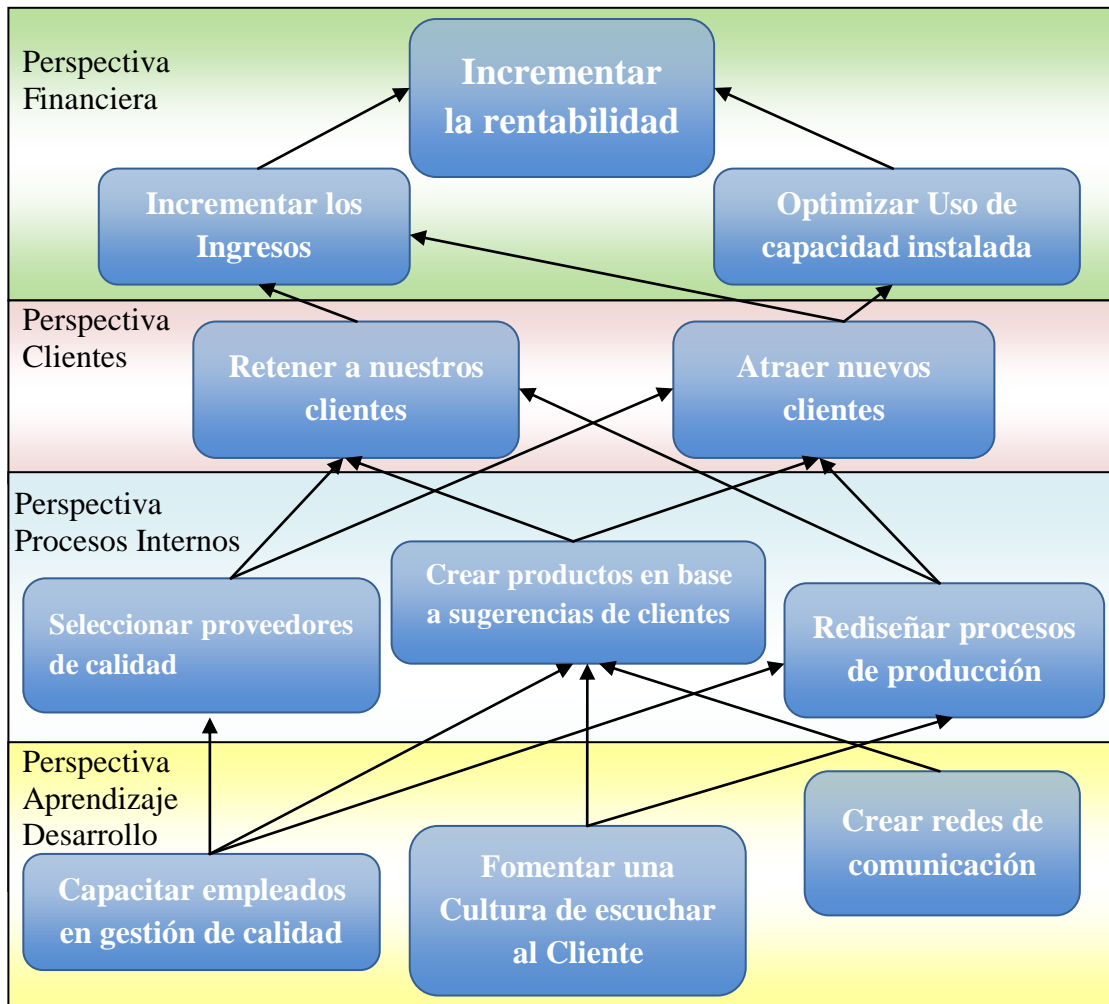 Perspectiva
Financiera
Incrementar
la rentabilidad
Incrementar los
Ingresos
Optimizar Uso de
capacidad instalada
Perspectiva
Clientes
Retener a nuestros
clientes
Atraer nuevos
clientes
Perspectiva
Procesos Internos
Seleccionar proveedores
de calidad
Crear productos en base
a sugerencias de clientes
Rediseñar procesos
de producción
Perspectiva
Aprendizaje
Desarrollo
Capacitar empleados
en gestión de calidad
Fomentar una
Cultura de escuchar
al Cliente
Crear redes de
comunicación